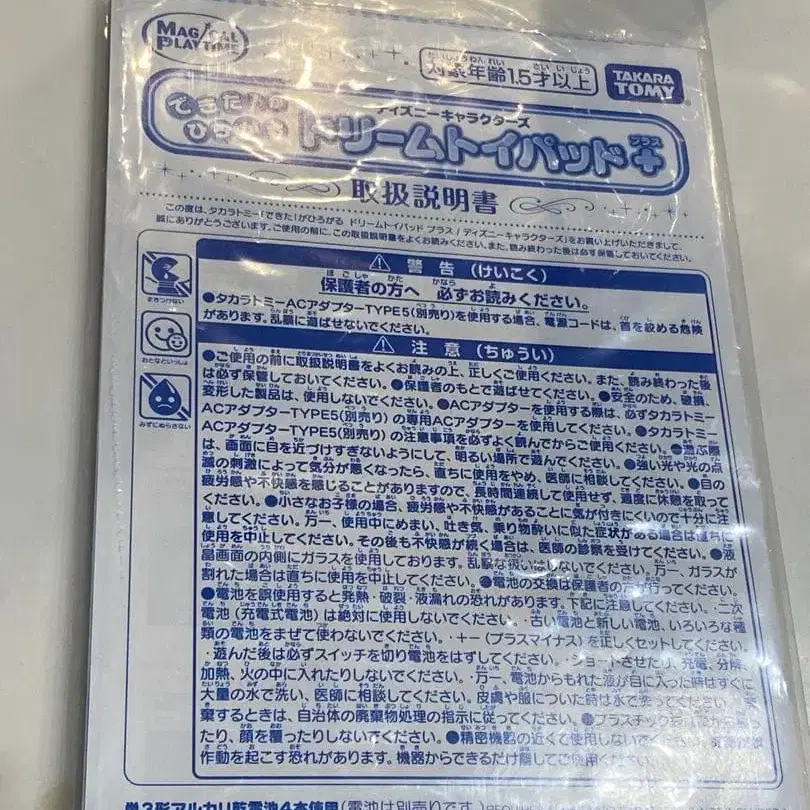 MAGICAL PLAYTIME
対象年齢1.5才以上
TAKARA TOMY
ディズニーキャラクターズ
できた!が ひろがる ドリームトイパッド+
プラス
取扱説明書
この度は、タカラトミー「できた!がひろがる ドリームトイパッド プラス / ディズニーキャラクターズ」をお買い上げいただきまして、
誠にありがとうございます。ご使用の前に、この取扱説明書をよくお読みください。また、読み終わった後は必ず保管しておいてください。
警告(けいこく)
保護者の方へ 必ずお読みください。
●タカラトミーACアダプターTYPE5(別売り)を使用する場合、電源コードは、首を絞める危険
があります。乱暴に遊ばせないでください。
まきつけない
おとなといっしょ
みずにぬらさない
注意(ちゅうい)
●ご使用の前に取扱説明書をよくお読みの上、正しくご使用ください。また、読み終わった後
は必ず保管しておいてください。●保護者のもとで遊ばせてください。●安全のため、破損、
変形した製品は、使用しないでください。●ACアダプターを使用する際は、必ずタカラトミー
ACアダプターTYPE5(別売り)の専用ACアダプターを使用してください。●タカラトミー
ACアダプターTYPE5(別売り)の注意事項を必ずよく読んでからご使用ください。●遊ぶ際
は、画面に目を近づけすぎないようにして、明るい場所で遊んでください。●強い光や光の点
滅の刺激によって気分が悪くなったら、直ちに使用をやめ、医師に相談してください。●目の
疲労感や不快感を感じることがありますので、長時間連続して使用せず、適度に休憩を取って
ください。●小さなお子様の場合、疲労感や不快感があることに気が付きにくいので十分に注
意してください。万一、使用中にめまい、吐き気、乗り物酔いに似た症状がある場合は直ちに
使用を中止してください。その後も不快感が続く場合は、医師の診察を受けてください。●液
晶画面の内側にガラスを使用しております。乱暴な扱いはしないでください。万一、ガラスが
割れた場合は直ちに使用を中止してください。●電池の交換は保護者の方が行ってください。
●電池を誤使用すると発熱・破裂・液漏れの恐れがあります。下記に注意してください。・二次
電池(充電式電池)は絶対に使用しないでください。・古い電池と新しい電池、いろいろな種
類の電池をまぜて使わないでください。・+−(プラスマイナス)を正しくセットしてください。
・遊んだ後は必ずスイッチを切り電池をはずしてください。・ショートさせたり、充電、分解、
加熱、火の中に入れたりしないでください。・万一、電池からもれた液が目に入った時はすぐに
大量の水で洗い、医師に相談してください。皮膚や服についた時は水で洗ってください。
棄するときは、自治体の廃棄物処理の指示に従ってください。●プラスチック
たり、顔を覆ったりしないでください。●精密機器の近くで使用しないでください。
作動を起こす恐れがあります。機器からできるだけ離してご使用ください。
単3形アルカリ乾電池4本使用(電池は別売りです。)